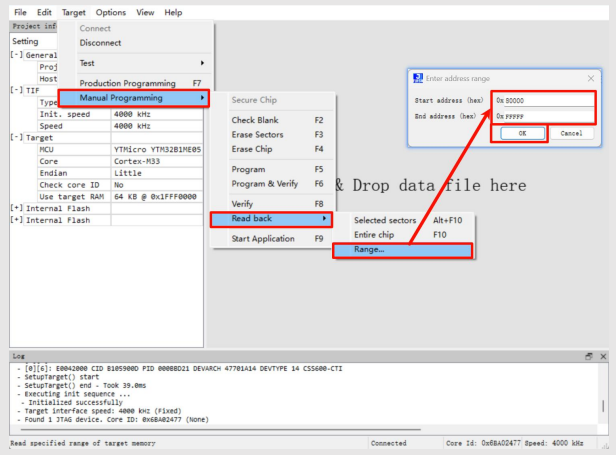 File Edit Target Options View Help
Project inf
Setting
[-] General
Proj
Host
[-] TIF
Type
Init. speed 4000 kHz
Speed 4000 kHz
[-] Target
MCU YTMicro YTM32B1ME05
Core Cortex-M33
Endian Little
Check core ID No
Use target RAM 64 KB @ 0x1FFF0000
[+] Internal Flash
[+] Internal Flash
Connect
Disconnect
Test
Production Programming F7
Manual Programming
Secure Chip
Check Blank F2
Erase Sectors F3
Erase Chip F4
Program F5
Program & Verify F6
Verify F8
Read back
Start Application F9
Selected sectors Alt+F10
Entire chip F10
Range...
& Drop data file here
Enter address range
Start address (hex) 0x 80000
End address (hex) 0x FFFFF
OK Cancel
Log
- [0][6]: E0042000 CID B105900D PID 000BBD21 DEVARCH 47701A14 DEVTYPE 14 CSS600-CTI
- SetupTarget() start
- SetupTarget() end - Took 39.0ms
- Executing init sequence ...
- Initialized successfully
- Target interface speed: 4000 kHz (Fixed)
- Found 1 JTAG device. Core ID: 0x6BA02477 (None)
Read specified range of target memory Connected Core Id: 0x6BA02477 Speed: 4000 kHz